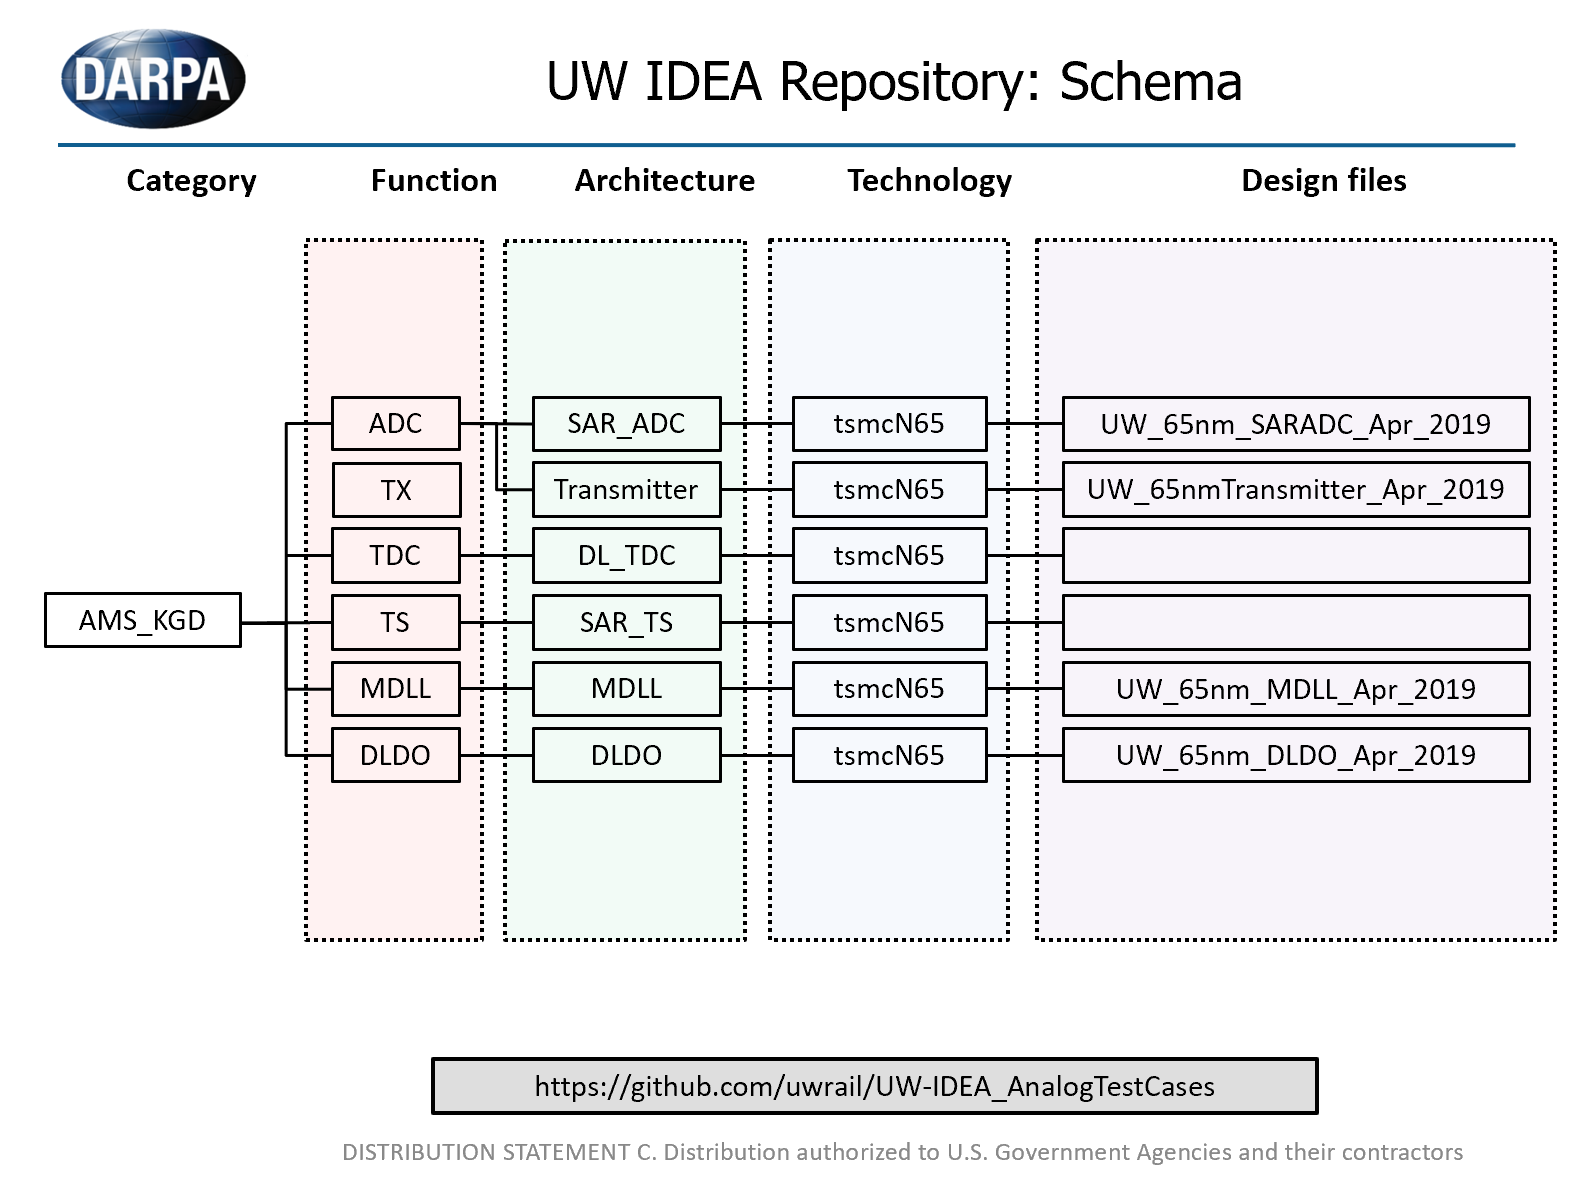 DARPA
UW IDEA Repository: Schema
Category Function Architecture Technology Design files
ADC SAR_ADC tsmcN65 UW_65nm_SARADC_Apr_2019
TX Transmitter tsmcN65 UW_65nmTransmitter_Apr_2019
TDC DL_TDC tsmcN65
AMS_KGD TS SAR_TS tsmcN65
MDLL MDLL tsmcN65 UW_65nm_MDLL_Apr_2019
DLDO DLDO tsmcN65 UW_65nm_DLDO_Apr_2019
https://github.com/uwrail/UW-IDEA_AnalogTestCases
DISTRIBUTION STATEMENT C. Distribution authorized to U.S. Government Agencies and their contractors